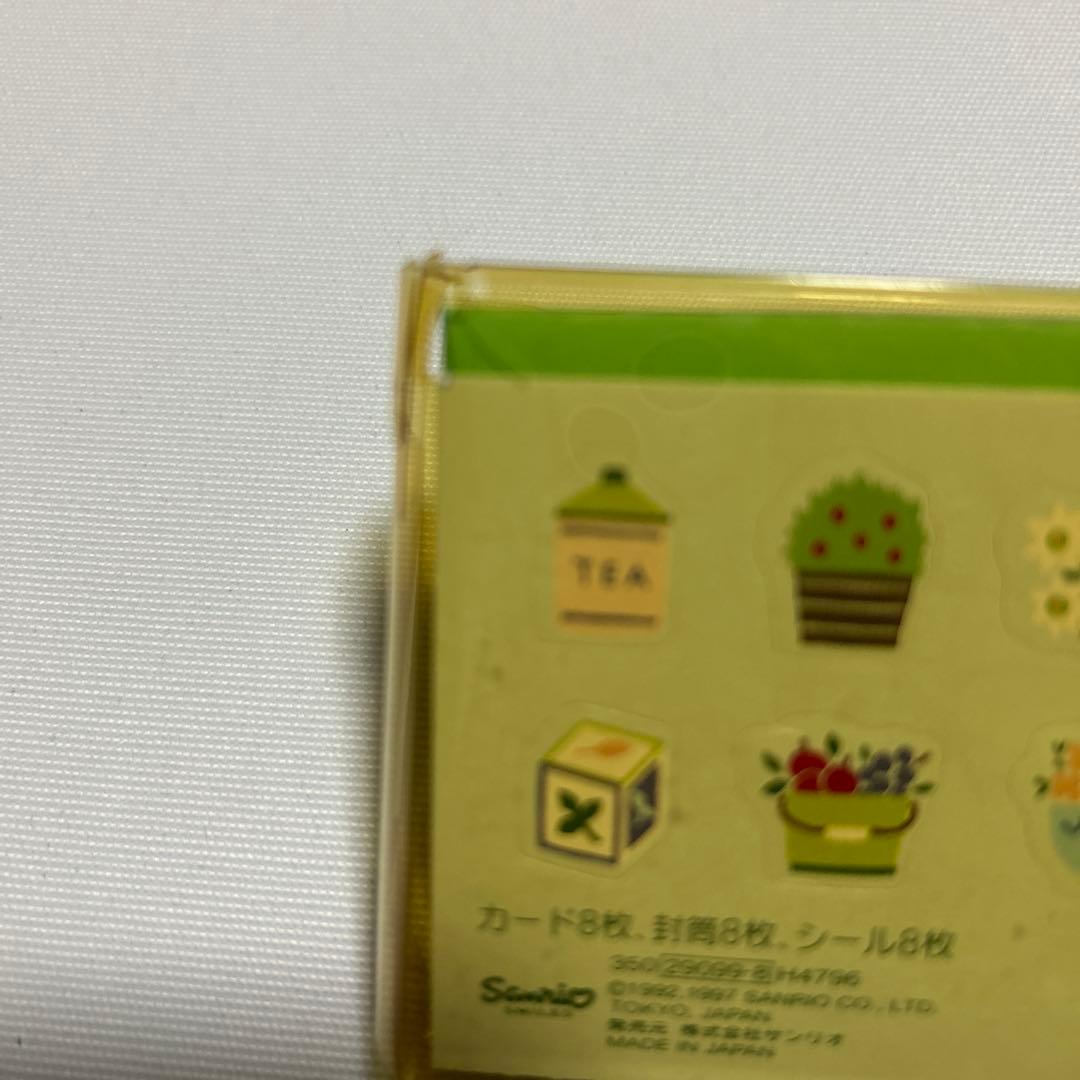 TEA
カード8枚、封筒8枚、シール8枚
350 29099-8 H4796
Sanrio
©1992,1997 SANRIO CO., LTD.
TOKYO, JAPAN
発売元 株式会社サンリオ
MADE IN JAPAN